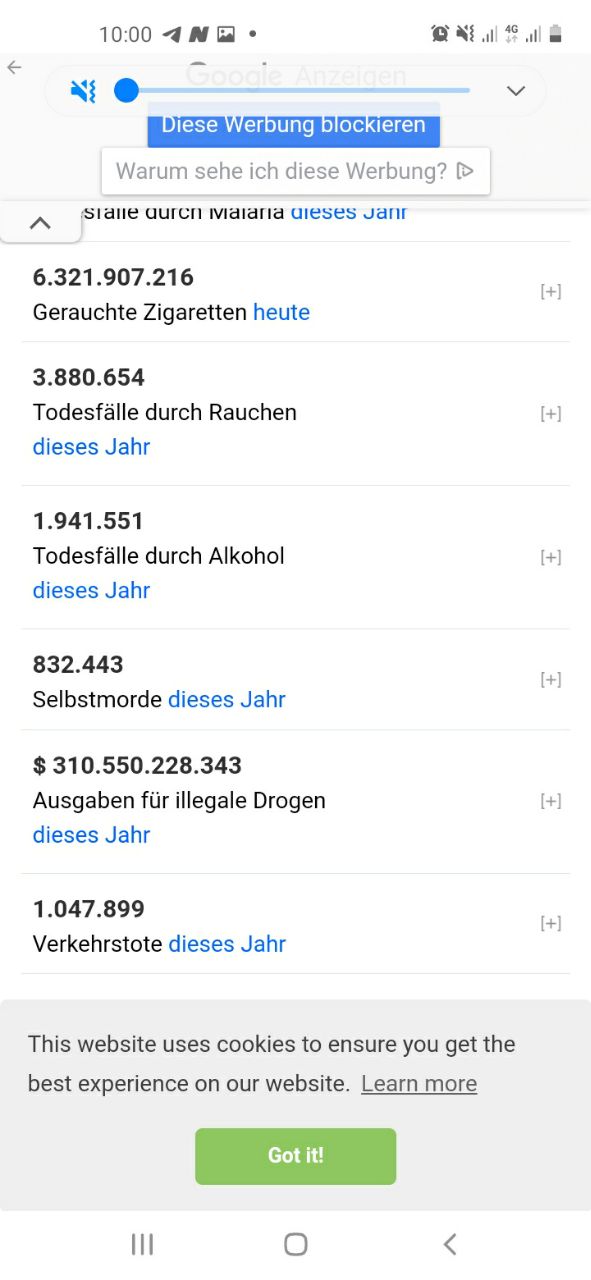 10:00
4G
Google Anzeigen
Diese Werbung blockieren
Warum sehe ich diese Werbung?
esfälle durch Malaria dieses Jahr
6.321.907.216
[+]
Gerauchte Zigaretten heute
3.880.654
Todesfälle durch Rauchen
[+]
dieses Jahr
1.941.551
Todesfälle durch Alkohol
[+]
dieses Jahr
832.443
[+]
Selbstmorde dieses Jahr
$ 310.550.228.343
Ausgaben für illegale Drogen
[+]
dieses Jahr
1.047.899
[+]
Verkehrstote dieses Jahr
This website uses cookies to ensure you get the
best experience on our website. Learn more
Got it!